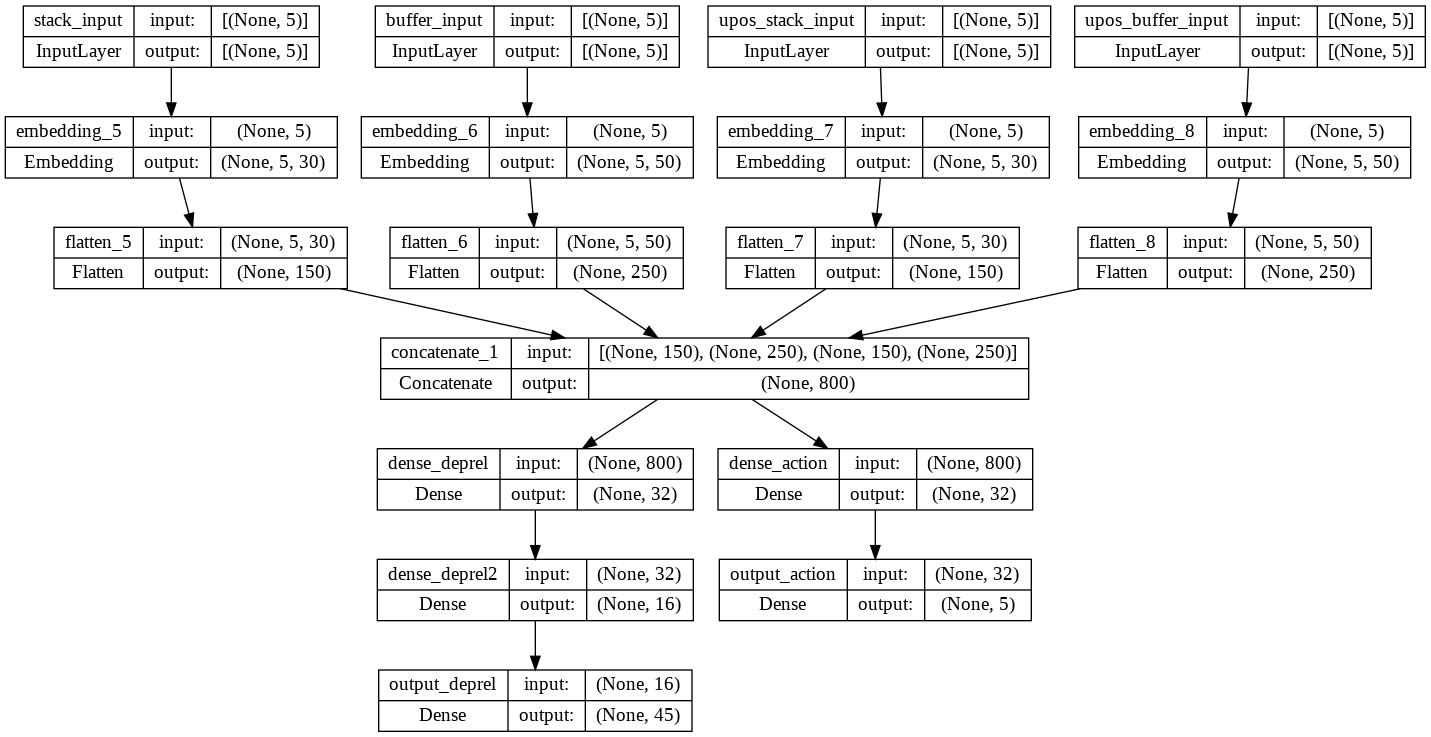 stack_input input: [(None, 5)]
InputLayer output: [(None, 5)]
buffer_input input: [(None, 5)]
InputLayer output: [(None, 5)]
upos_stack_input input: [(None, 5)]
InputLayer output: [(None, 5)]
upos_buffer_input input: [(None, 5)]
InputLayer output: [(None, 5)]
embedding_5 input: (None, 5)
Embedding output: (None, 5, 30)
embedding_6 input: (None, 5)
Embedding output: (None, 5, 50)
embedding_7 input: (None, 5)
Embedding output: (None, 5, 30)
embedding_8 input: (None, 5)
Embedding output: (None, 5, 50)
flatten_5 input: (None, 5, 30)
Flatten output: (None, 150)
flatten_6 input: (None, 5, 50)
Flatten output: (None, 250)
flatten_7 input: (None, 5, 30)
Flatten output: (None, 150)
flatten_8 input: (None, 5, 50)
Flatten output: (None, 250)
concatenate_1 input: [(None, 150), (None, 250), (None, 150), (None, 250)]
Concatenate output: (None, 800)
dense_deprel input: (None, 800)
Dense output: (None, 32)
dense_action input: (None, 800)
Dense output: (None, 32)
dense_deprel2 input: (None, 32)
Dense output: (None, 16)
output_action input: (None, 32)
Dense output: (None, 5)
output_deprel input: (None, 16)
Dense output: (None, 45)